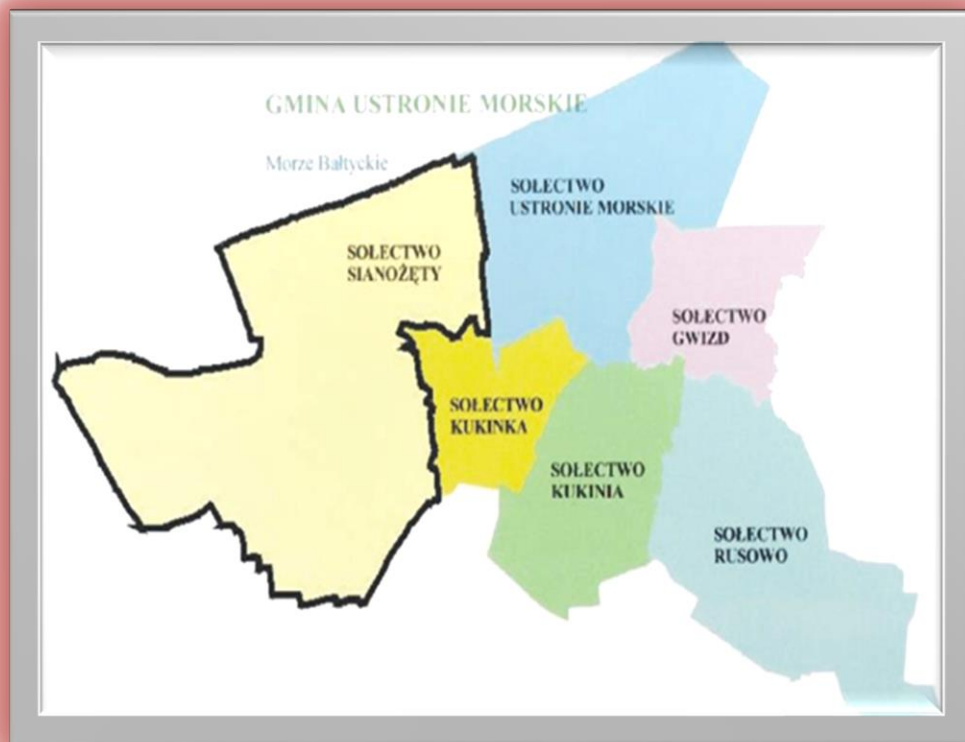 GMINA USTRONIE MORSKIE
Morze Bałtyckie
SOŁECTWO
USTRONIE MORSKIE
SOŁECTWO
SIANOŻĘTY
SOŁECTWO
GWIZD
SOŁECTWO
KUKINKA
SOŁECTWO
KUKINIA
SOŁECTWO
RUSOWO